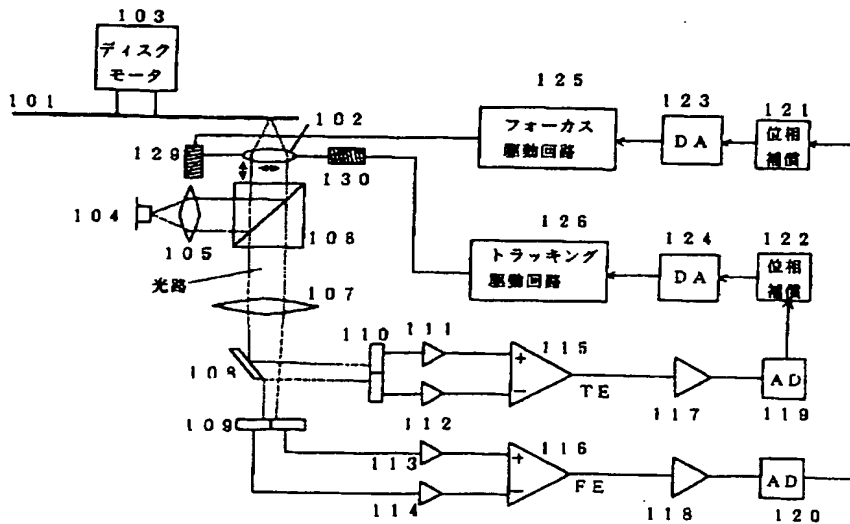 103
ディスク
モータ
101
102
125
フォーカス
駆動回路
123
DA
121
位相
補償
129
130
104
105
106
126
トラッキング
駆動回路
124
DA
122
位相
補償
光路
107
108
110
111
112
115
+
−
TE
117
AD
119
109
113
114
116
+
−
FE
118
AD
120